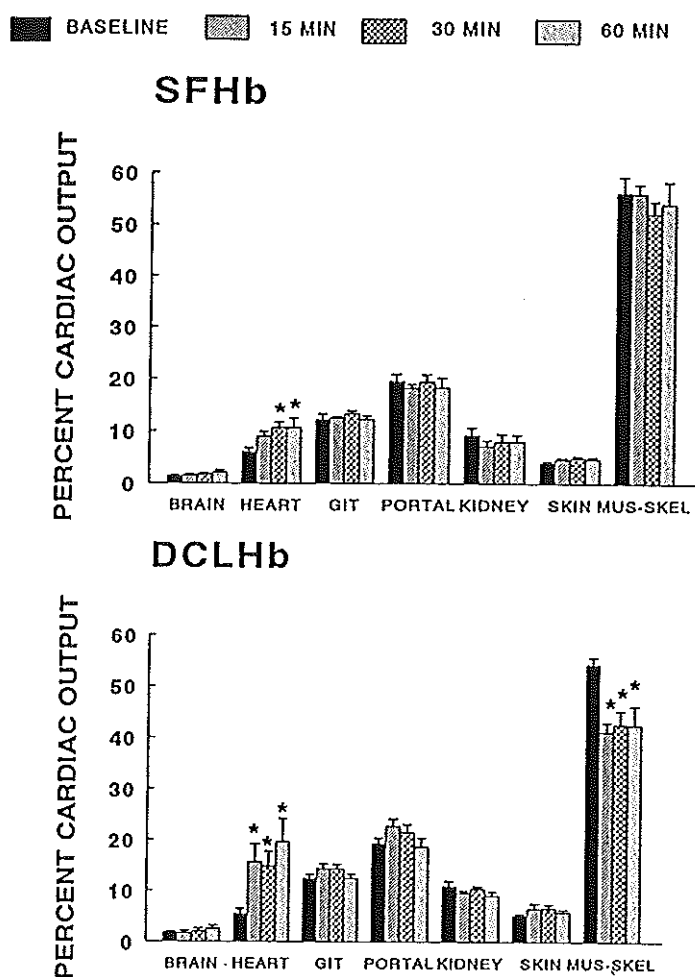 BASELINE 15 MIN 30 MIN 60 MIN
SFHb
PERCENT CARDIAC OUTPUT
60
50
40
30
20
10
0
* *
BRAIN HEART GIT PORTAL KIDNEY SKIN MUS-SKEL
DCLHb
PERCENT CARDIAC OUTPUT
60
50
40
30
20
10
0
* * *
* * *
BRAIN - HEART GIT PORTAL KIDNEY SKIN MUS-SKEL